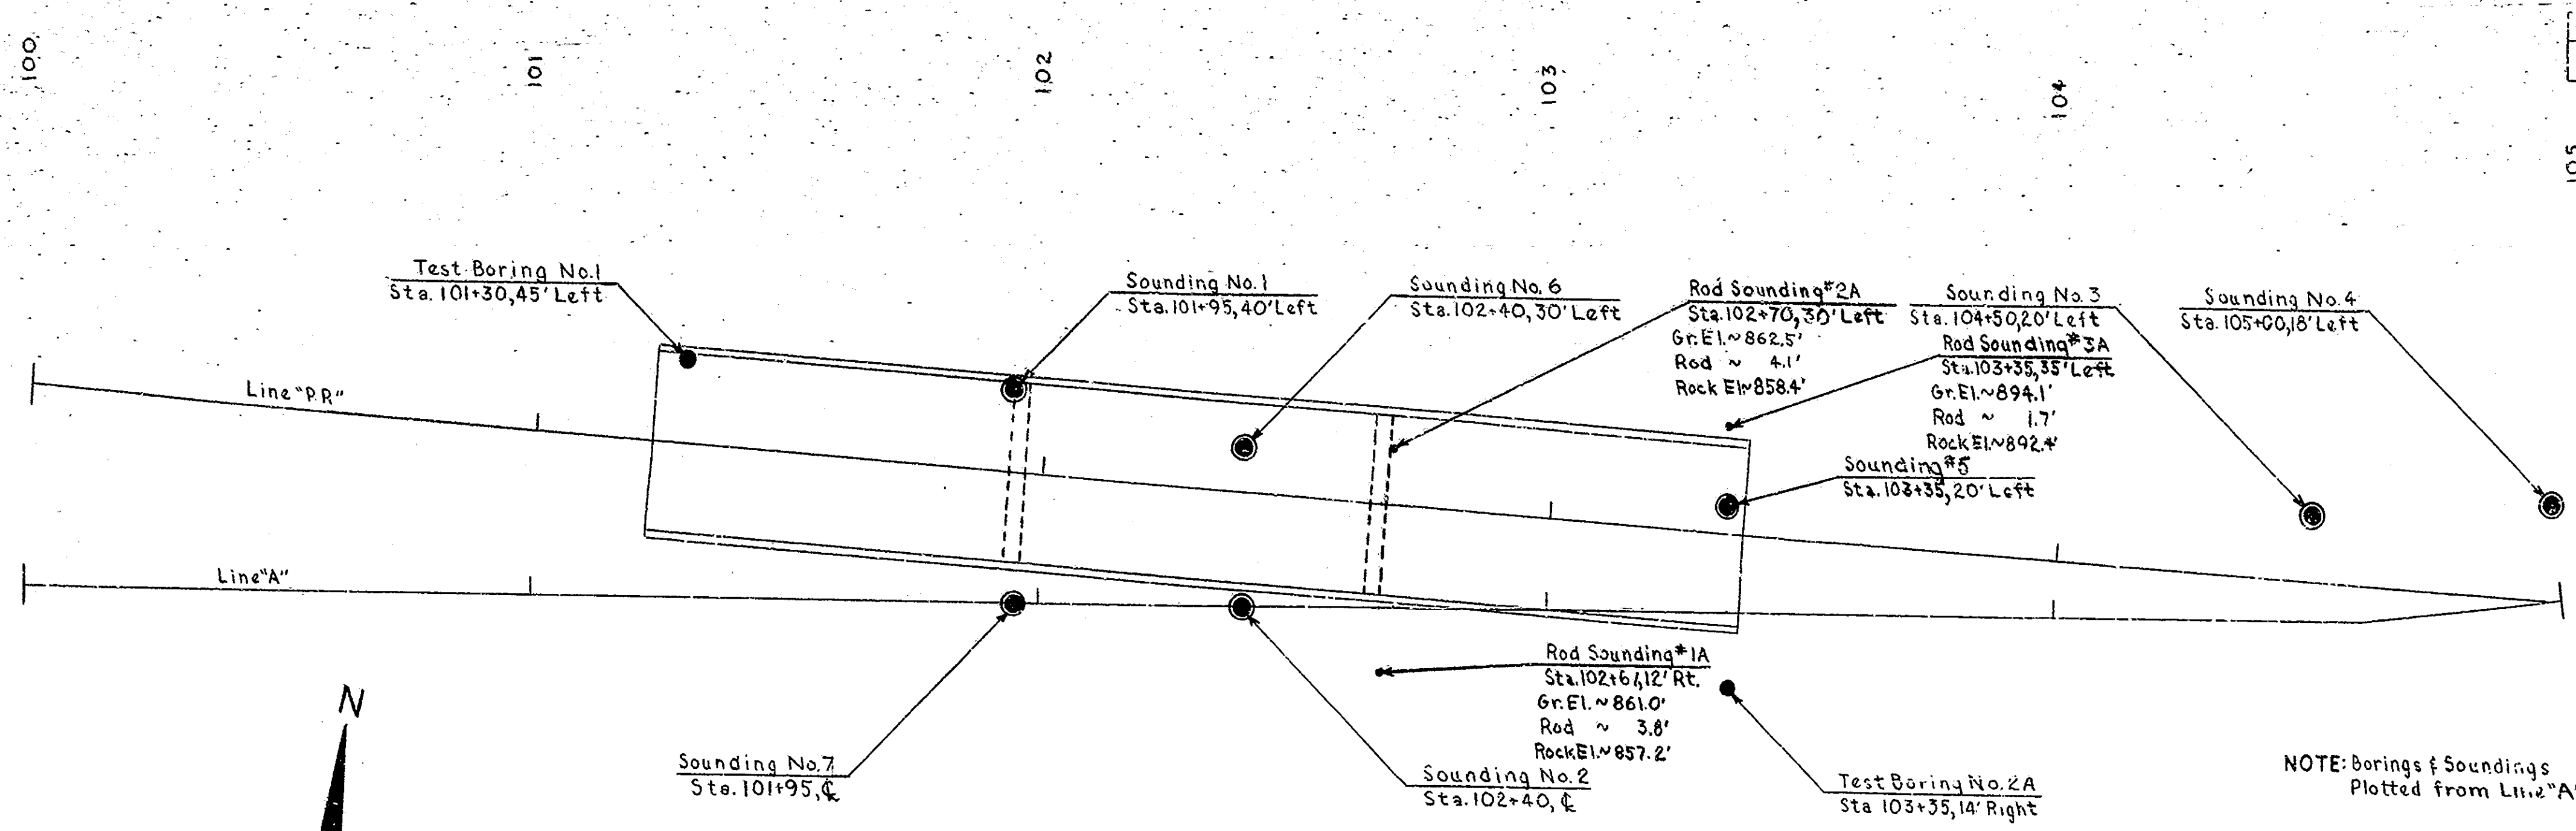 100
101
102
103
104
105
Test Boring No.1
Sta. 101+30, 45' Left
Sounding No.1
Sta. 101+95, 40' Left
Sounding No. 6
Sta. 102+40, 30' Left
Rod Sounding #2A
Sta. 102+70, 30' Left
Gr. El. ~ 862.5'
Rod ~ 4.1'
Rock El. ~ 858.4'
Sounding No. 3
Sta. 104+50, 20' Left
Rod Sounding #3A
Sta. 103+35, 35' Left
Gr. El. ~ 894.1'
Rod ~ 1.7'
Rock El. ~ 892.4'
Sounding No. 4
Sta. 105+00, 18' Left
Sounding #5
Sta. 103+35, 20' Left
Line "P.R."
Line "A"
Rod Sounding #1A
Sta. 102+67, 12' Rt.
Gr. El. ~ 861.0'
Rod ~ 3.8'
Rock El. ~ 857.2'
N
Sounding No. 7
Sta. 101+95, ℄
Sounding No. 2
Sta. 102+40, ℄
Test Boring No. 2A
Sta 103+35, 14' Right
NOTE: Borings & Soundings
Plotted from Line "A"